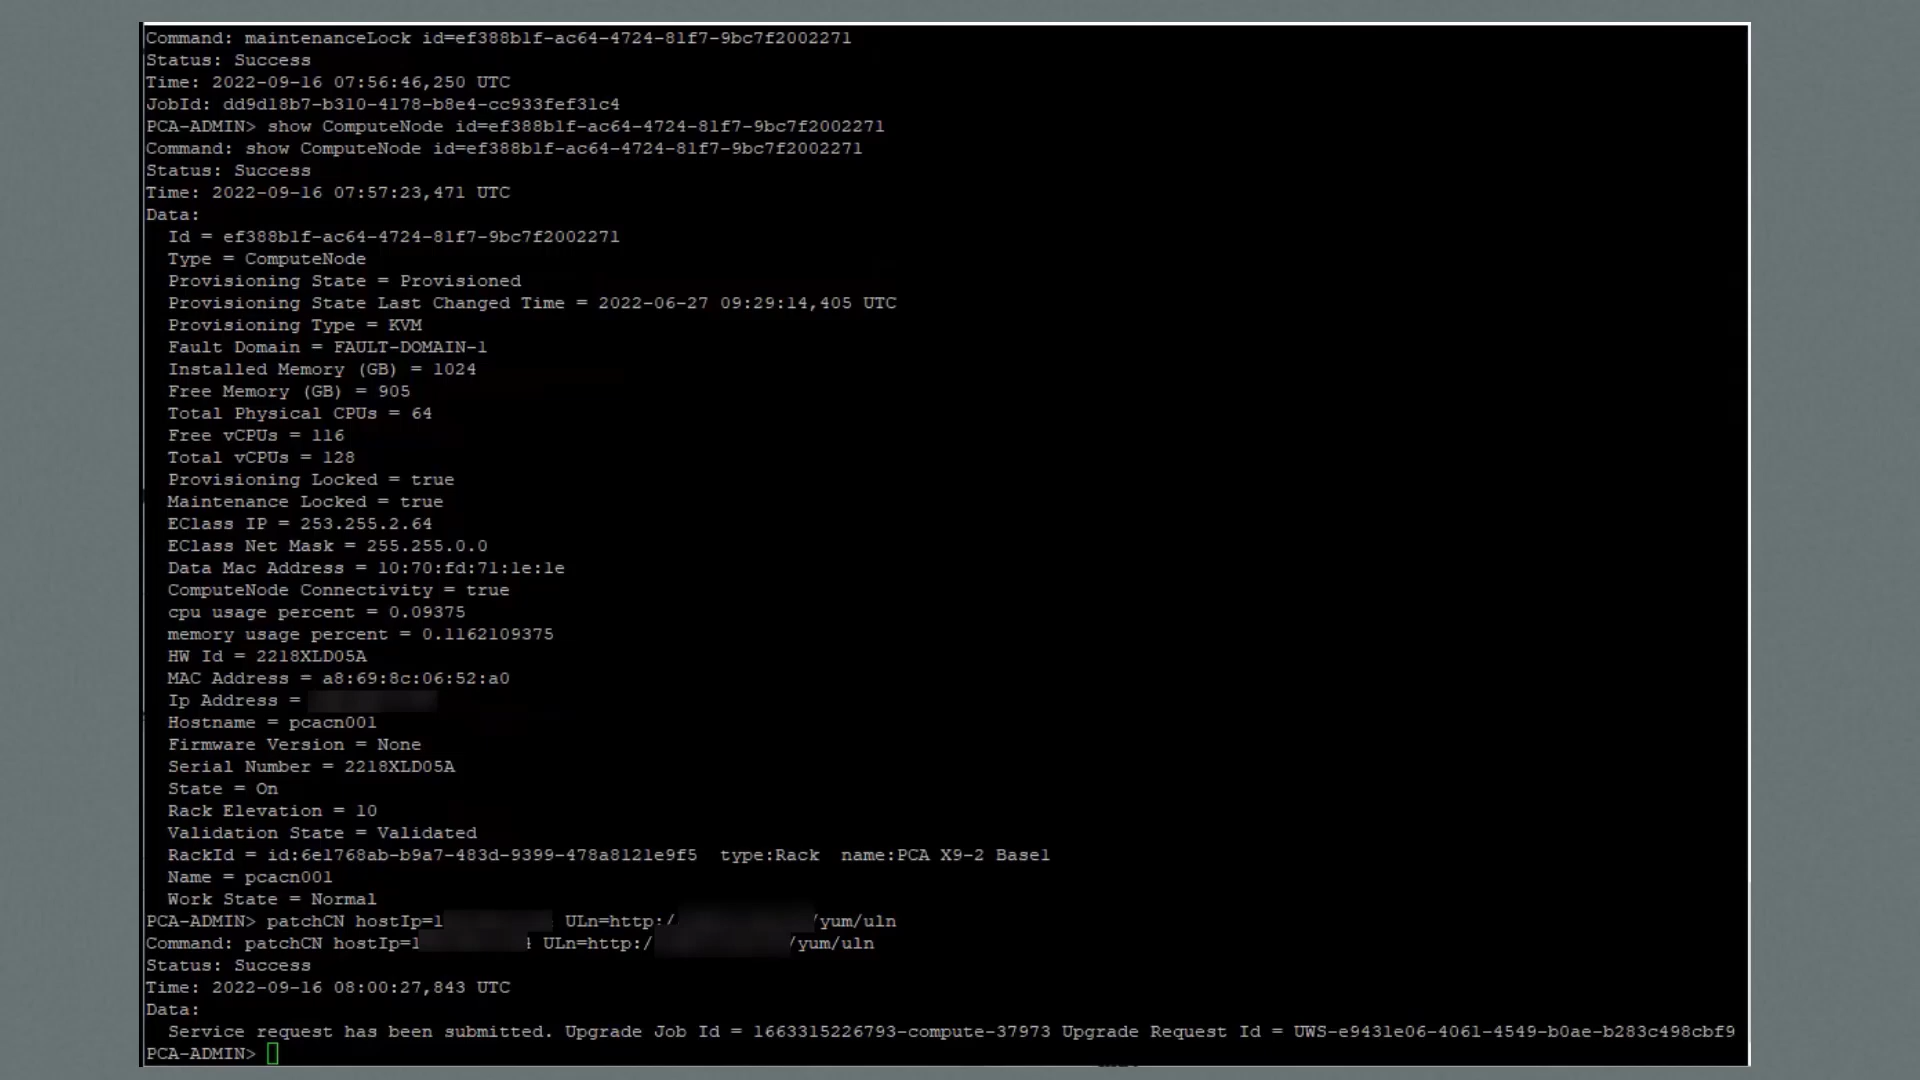 Command: maintenanceLock id=ef388b1f-ac64-4724-81f7-9bc7f2002271
Status: Success
Time: 2022-09-16 07:56:46,250 UTC
JobId: dd9d18b7-b310-4178-b8e4-cc933fef31c4
PCA-ADMIN> show ComputeNode id=ef388b1f-ac64-4724-81f7-9bc7f2002271
Command: show ComputeNode id=ef388b1f-ac64-4724-81f7-9bc7f2002271
Status: Success
Time: 2022-09-16 07:57:23,471 UTC
Data:
Id = ef388b1f-ac64-4724-81f7-9bc7f2002271
Type = ComputeNode
Provisioning State = Provisioned
Provisioning State Last Changed Time = 2022-06-27 09:29:14,405 UTC
Provisioning Type = KVM
Fault Domain = FAULT-DOMAIN-1
Installed Memory (GB) = 1024
Free Memory (GB) = 905
Total Physical CPUs = 64
Free vCPUs = 116
Total vCPUs = 128
Provisioning Locked = true
Maintenance Locked = true
EClass IP = 253.255.2.64
EClass Net Mask = 255.255.0.0
Data Mac Address = 10:70:fd:71:1e:1e
ComputeNode Connectivity = true
cpu usage percent = 0.09375
memory usage percent = 0.1162109375
HW Id = 2218XLD05A
MAC Address = a8:69:8c:06:52:a0
Ip Address =
Hostname = pcacn001
Firmware Version = None
Serial Number = 2218XLD05A
State = On
Rack Elevation = 10
Validation State = Validated
RackId = id:6e1768ab-b9a7-483d-9399-478a8121e9f5 type:Rack name:PCA X9-2 Base1
Name = pcacn001
Work State = Normal
PCA-ADMIN> patchCN hostIp=1 ULn=http:/ /yum/uln
Command: patchCN hostIp=1 ULn=http:/ /yum/uln
Status: Success
Time: 2022-09-16 08:00:27,843 UTC
Data:
Service request has been submitted. Upgrade Job Id = 1663315226793-compute-37973 Upgrade Request Id = UWS-e9431e06-4061-4549-b0ae-b283c498cbf9
PCA-ADMIN>